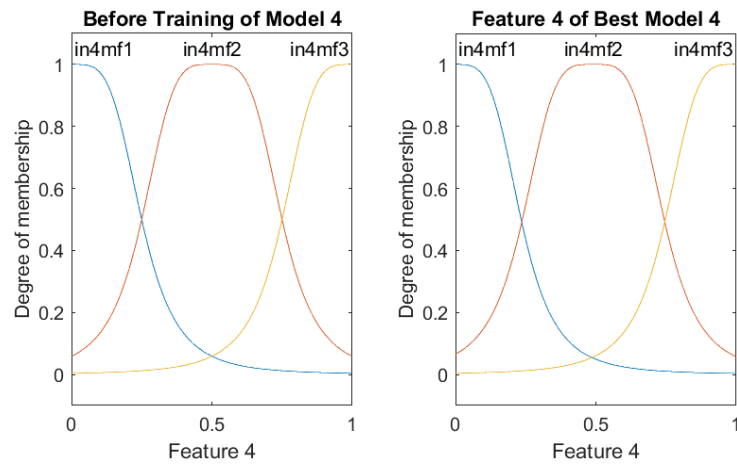 Before Training of Model 4
in4mf1 in4mf2 in4mf3
1
0.8
0.6
0.4
0.2
0
Degree of membership
0 0.5 1
Feature 4
Feature 4 of Best Model 4
in4mf1 in4mf2 in4mf3
1
0.8
0.6
0.4
0.2
0
Degree of membership
0 0.5 1
Feature 4